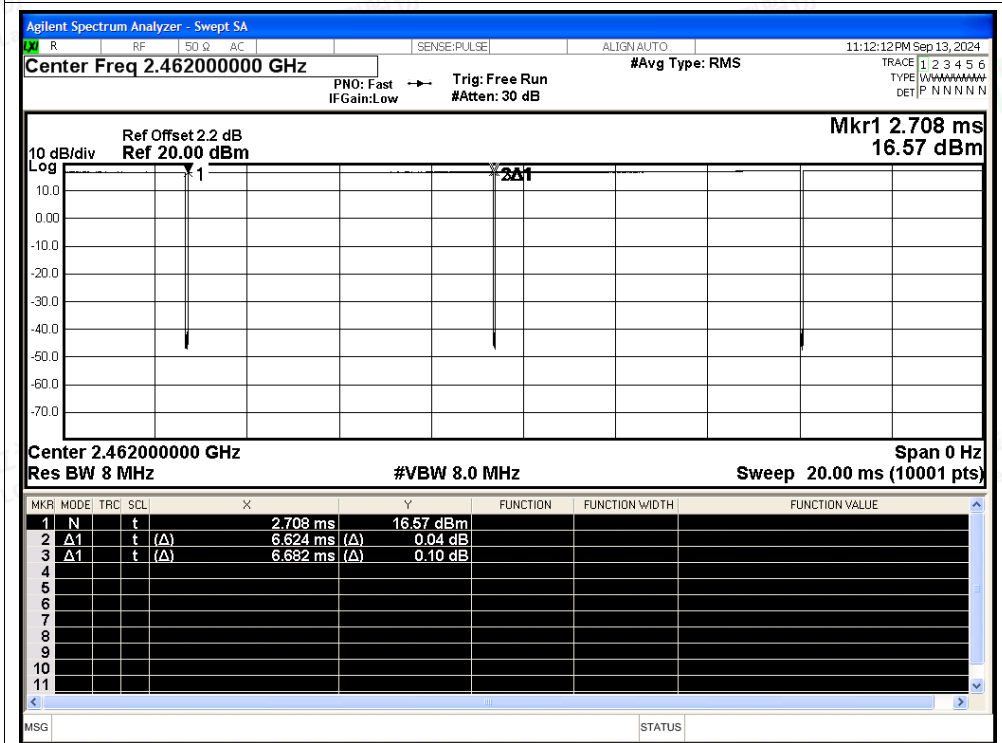 Agilent Spectrum Analyzer - Swept SA
LXI R RF 50 Ω AC SENSE:PULSE ALIGN AUTO 11:12:12 PM Sep 13, 2024
Center Freq 2.462000000 GHz #Avg Type: RMS TRACE 1 2 3 4 5 6
PNO: Fast Trig: Free Run TYPE WWWWWW
IFGain:Low #Atten: 30 dB DET P N N N N N
Mkr1 2.708 ms
Ref Offset 2.2 dB
10 dB/div Ref 20.00 dBm 16.57 dBm
Log
1
3Δ1
10.0
0.00
-10.0
-20.0
-30.0
-40.0
-50.0
-60.0
-70.0
Center 2.462000000 GHz Span 0 Hz
Res BW 8 MHz #VBW 8.0 MHz Sweep 20.00 ms (10001 pts)
MKR MODE TRC SCL X Y FUNCTION FUNCTION WIDTH FUNCTION VALUE
1 N t 2.708 ms 16.57 dBm
2 Δ1 t (Δ) 6.624 ms (Δ) 0.04 dB
3 Δ1 t (Δ) 6.682 ms (Δ) 0.10 dB
4
5
6
7
8
9
10
11
MSG STATUS